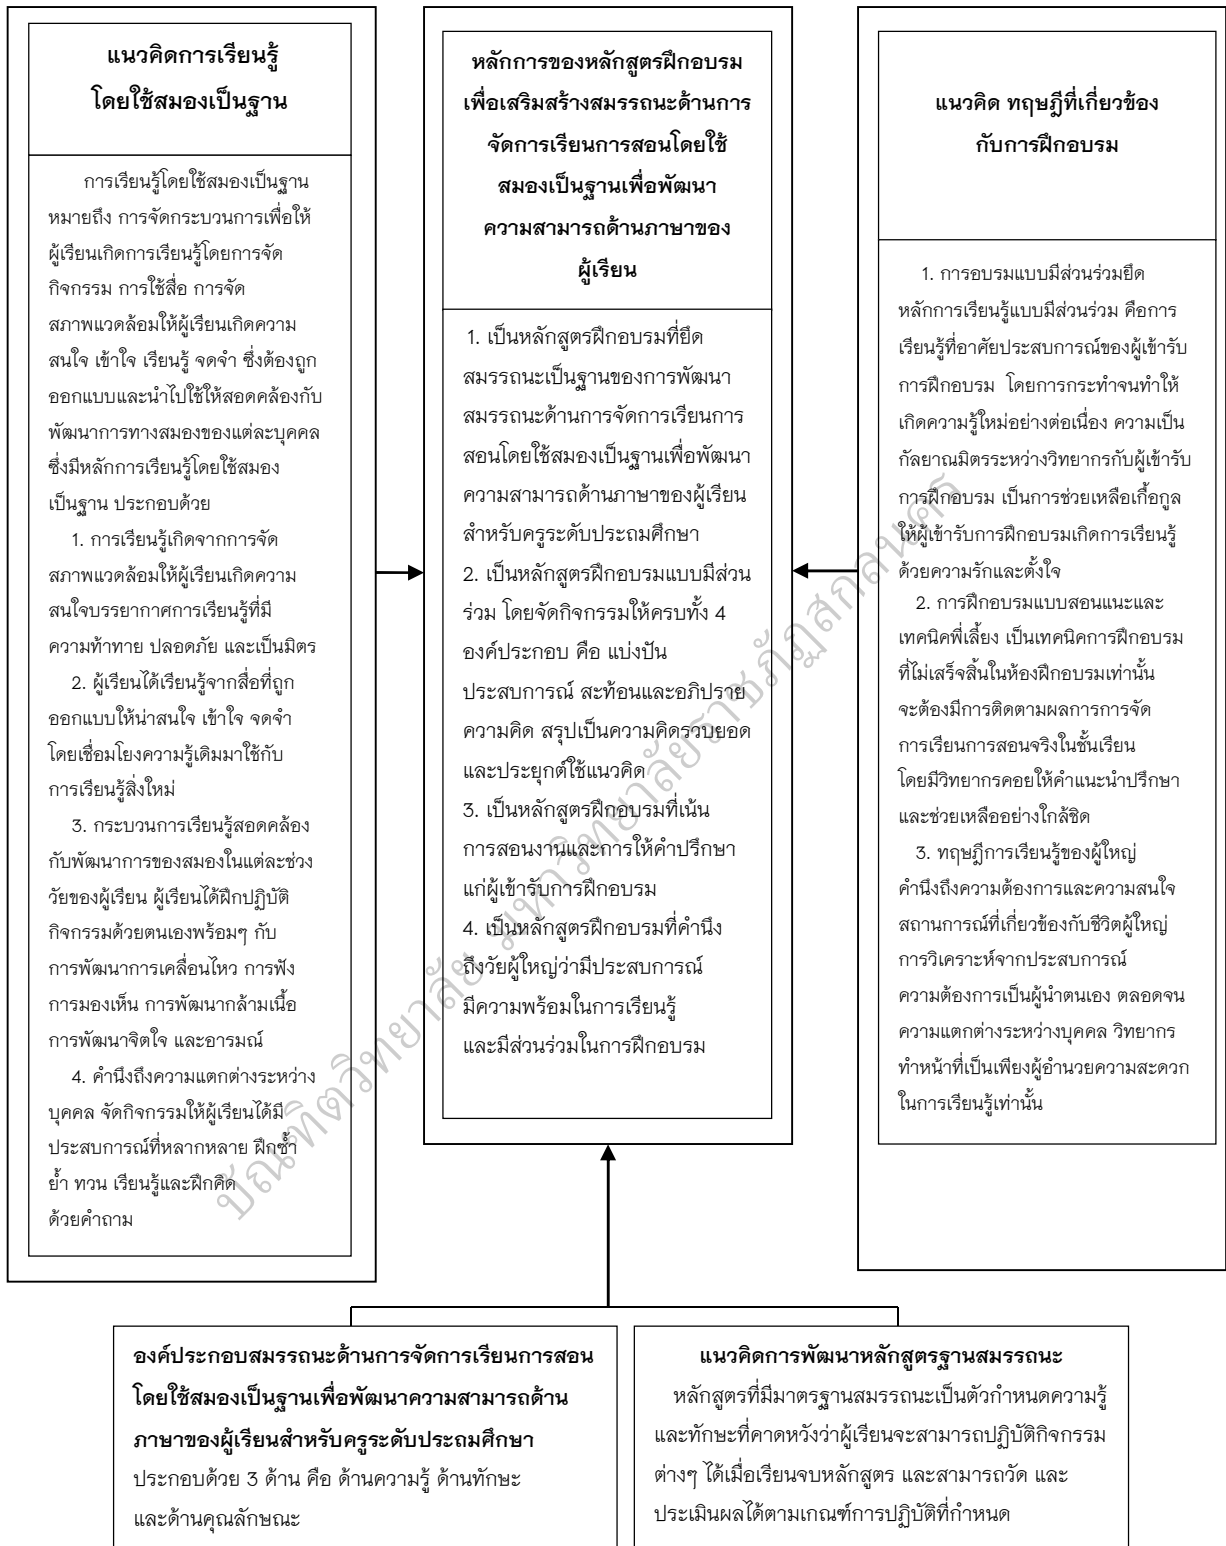 แนวคิดการเรียนรู้
โดยใช้สมองเป็นฐาน
การเรียนรู้โดยใช้สมองเป็นฐาน
หมายถึง การจัดกระบวนการเพื่อให้
ผู้เรียนเกิดการเรียนรู้โดยการจัด
กิจกรรม การใช้สื่อ การจัด
สภาพแวดล้อมให้ผู้เรียนเกิดความ
สนใจ เข้าใจ เรียนรู้ จดจำ ซึ่งต้องถูก
ออกแบบและนำไปใช้ให้สอดคล้องกับ
พัฒนาการทางสมองของแต่ละบุคคล
ซึ่งมีหลักการเรียนรู้โดยใช้สมอง
เป็นฐาน ประกอบด้วย
1. การเรียนรู้เกิดจากการจัด
สภาพแวดล้อมให้ผู้เรียนเกิดความ
สนใจบรรยากาศการเรียนรู้ที่มี
ความท้าทาย ปลอดภัย และเป็นมิตร
2. ผู้เรียนได้เรียนรู้จากสื่อที่ถูก
ออกแบบให้น่าสนใจ เข้าใจ จดจำ
โดยเชื่อมโยงความรู้เดิมมาใช้กับ
การเรียนรู้สิ่งใหม่
3. กระบวนการเรียนรู้สอดคล้อง
กับพัฒนาการของสมองในแต่ละช่วง
วัยของผู้เรียน ผู้เรียนได้ฝึกปฏิบัติ
กิจกรรมด้วยตนเองพร้อมๆ กับ
การพัฒนาการเคลื่อนไหว การฟัง
การมองเห็น การพัฒนากล้ามเนื้อ
การพัฒนาจิตใจ และอารมณ์
4. คำนึงถึงความแตกต่างระหว่าง
บุคคล จัดกิจกรรมให้ผู้เรียนได้มี
ประสบการณ์ที่หลากหลาย ฝึกซ้ำ
ย้ำ ทวน เรียนรู้และฝึกคิด
ด้วยคำถาม
หลักการของหลักสูตรฝึกอบรม
เพื่อเสริมสร้างสมรรถนะด้านการ
จัดการเรียนการสอนโดยใช้
สมองเป็นฐานเพื่อพัฒนา
ความสามารถด้านภาษาของ
ผู้เรียน
1. เป็นหลักสูตรฝึกอบรมที่ยึด
สมรรถนะเป็นฐานของการพัฒนา
สมรรถนะด้านการจัดการเรียนการ
สอนโดยใช้สมองเป็นฐานเพื่อพัฒนา
ความสามารถด้านภาษาของผู้เรียน
สำหรับครูระดับประถมศึกษา
2. เป็นหลักสูตรฝึกอบรมแบบมีส่วน
ร่วม โดยจัดกิจกรรมให้ครบทั้ง 4
องค์ประกอบ คือ แบ่งปัน
ประสบการณ์ สะท้อนและอภิปราย
ความคิด สรุปเป็นความคิดรวบยอด
และประยุกต์ใช้แนวคิด
3. เป็นหลักสูตรฝึกอบรมที่เน้น
การสอนงานและการให้คำปรึกษา
แก่ผู้เข้ารับการฝึกอบรม
4. เป็นหลักสูตรฝึกอบรมที่คำนึง
ถึงวัยผู้ใหญ่ว่ามีประสบการณ์
มีความพร้อมในการเรียนรู้
และมีส่วนร่วมในการฝึกอบรม
แนวคิด ทฤษฎีที่เกี่ยวข้อง
กับการฝึกอบรม
1. การอบรมแบบมีส่วนร่วมยึด
หลักการเรียนรู้แบบมีส่วนร่วม คือการ
เรียนรู้ที่อาศัยประสบการณ์ของผู้เข้ารับ
การฝึกอบรม โดยการกระทำจนทำให้
เกิดความรู้ใหม่อย่างต่อเนื่อง ความเป็น
กัลยาณมิตรระหว่างวิทยากรกับผู้เข้ารับ
การฝึกอบรม เป็นการช่วยเหลือเกื้อกูล
ให้ผู้เข้ารับการฝึกอบรมเกิดการเรียนรู้
ด้วยความรักและตั้งใจ
2. การฝึกอบรมแบบสอนแนะและ
เทคนิคพี่เลี้ยง เป็นเทคนิคการฝึกอบรม
ที่ไม่เสร็จสิ้นในห้องฝึกอบรมเท่านั้น
จะต้องมีการติดตามผลการการจัด
การเรียนการสอนจริงในชั้นเรียน
โดยมีวิทยากรคอยให้คำแนะนำปรึกษา
และช่วยเหลืออย่างใกล้ชิด
3. ทฤษฎีการเรียนรู้ของผู้ใหญ่
คำนึงถึงความต้องการและความสนใจ
สถานการณ์ที่เกี่ยวข้องกับชีวิตผู้ใหญ่
การวิเคราะห์จากประสบการณ์
ความต้องการเป็นผู้นำตนเอง ตลอดจน
ความแตกต่างระหว่างบุคคล วิทยากร
ทำหน้าที่เป็นเพียงผู้อำนวยความสะดวก
ในการเรียนรู้เท่านั้น
บัณฑิตวิทยาลัย มหาวิทยาลัยราชภัฏสกลนคร
องค์ประกอบสมรรถนะด้านการจัดการเรียนการสอน
โดยใช้สมองเป็นฐานเพื่อพัฒนาความสามารถด้าน
ภาษาของผู้เรียนสำหรับครูระดับประถมศึกษา
ประกอบด้วย 3 ด้าน คือ ด้านความรู้ ด้านทักษะ
และด้านคุณลักษณะ
แนวคิดการพัฒนาหลักสูตรฐานสมรรถนะ
หลักสูตรที่มีมาตรฐานสมรรถนะเป็นตัวกำหนดความรู้
และทักษะที่คาดหวังว่าผู้เรียนจะสามารถปฏิบัติกิจกรรม
ต่างๆ ได้เมื่อเรียนจบหลักสูตร และสามารถวัด และ
ประเมินผลได้ตามเกณฑ์การปฏิบัติที่กำหนด